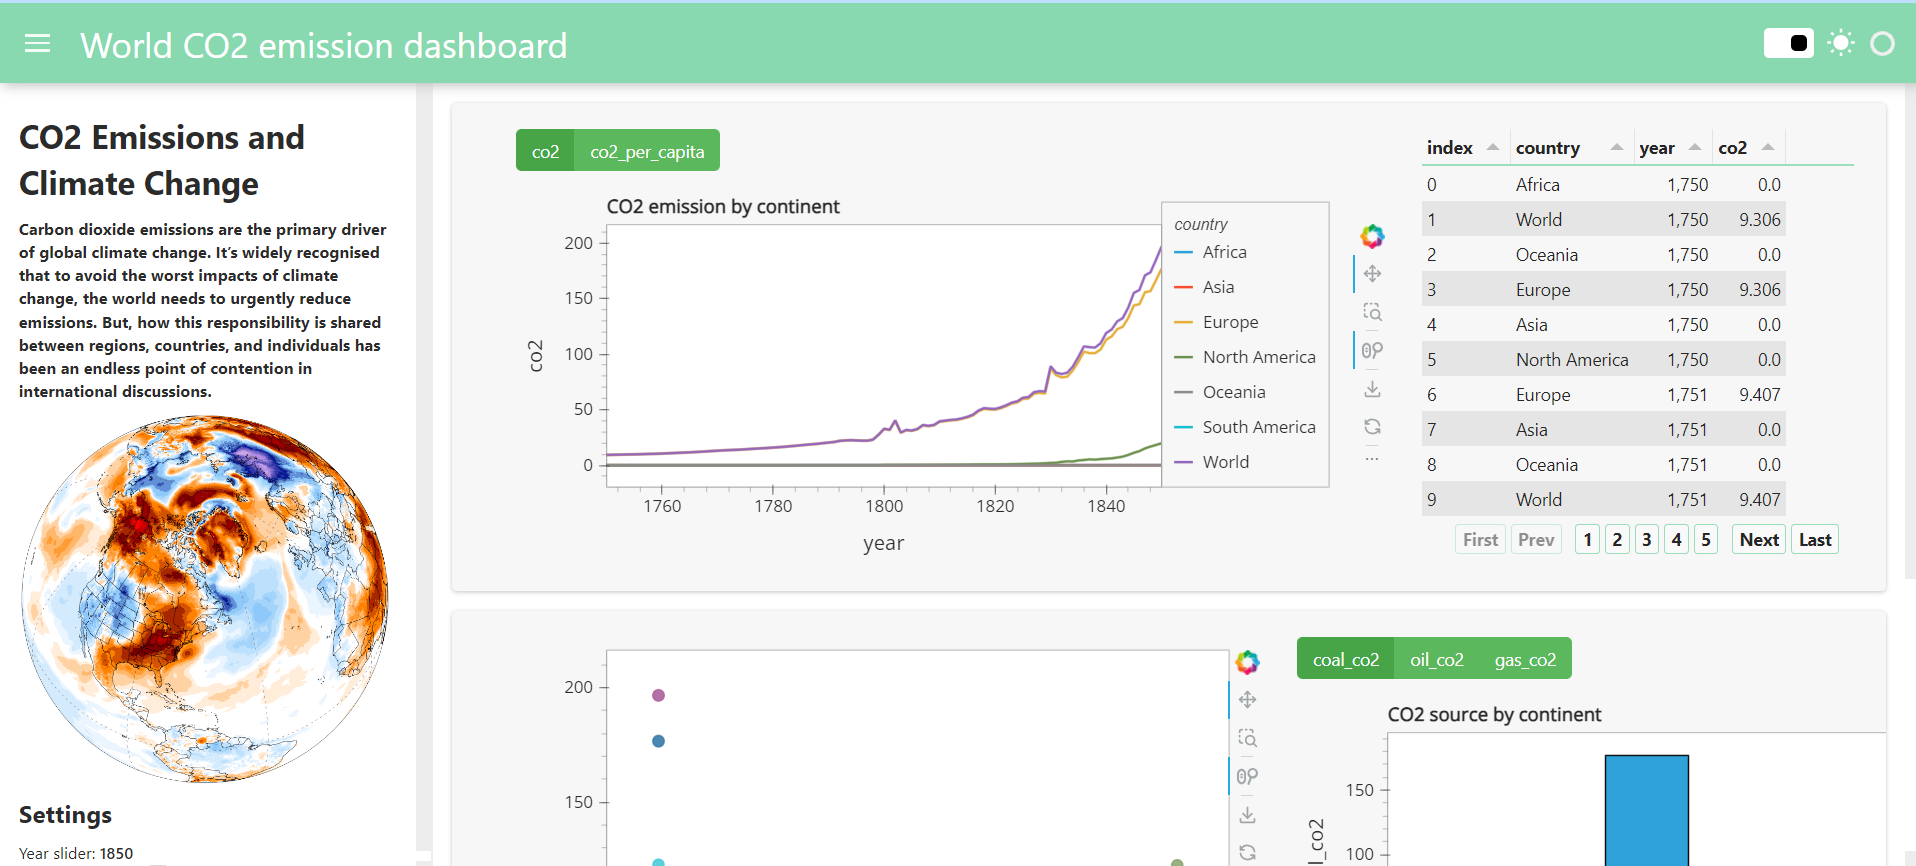 World CO2 emission dashboard
CO2 Emissions and
Climate Change
Carbon dioxide emissions are the primary driver
of global climate change. It's widely recognised
that to avoid the worst impacts of climate
change, the world needs to urgently reduce
emissions. But, how this responsibility is shared
between regions, countries, and individuals has
been an endless point of contention in
international discussions.
Settings
Year slider: 1850
co2 co2_per_capita
CO2 emission by continent
200
150
100
50
0
co2
1760 1780 1800 1820 1840
year
country
Africa
Asia
Europe
North America
Oceania
South America
World
index country year co2
0 Africa 1,750 0.0
1 World 1,750 9.306
2 Oceania 1,750 0.0
3 Europe 1,750 9.306
4 Asia 1,750 0.0
5 North America 1,750 0.0
6 Europe 1,751 9.407
7 Asia 1,751 0.0
8 Oceania 1,751 0.0
9 World 1,751 9.407
First Prev 1 2 3 4 5 Next Last
200
150
coal_co2 oil_co2 gas_co2
CO2 source by continent
150
100
l_co2